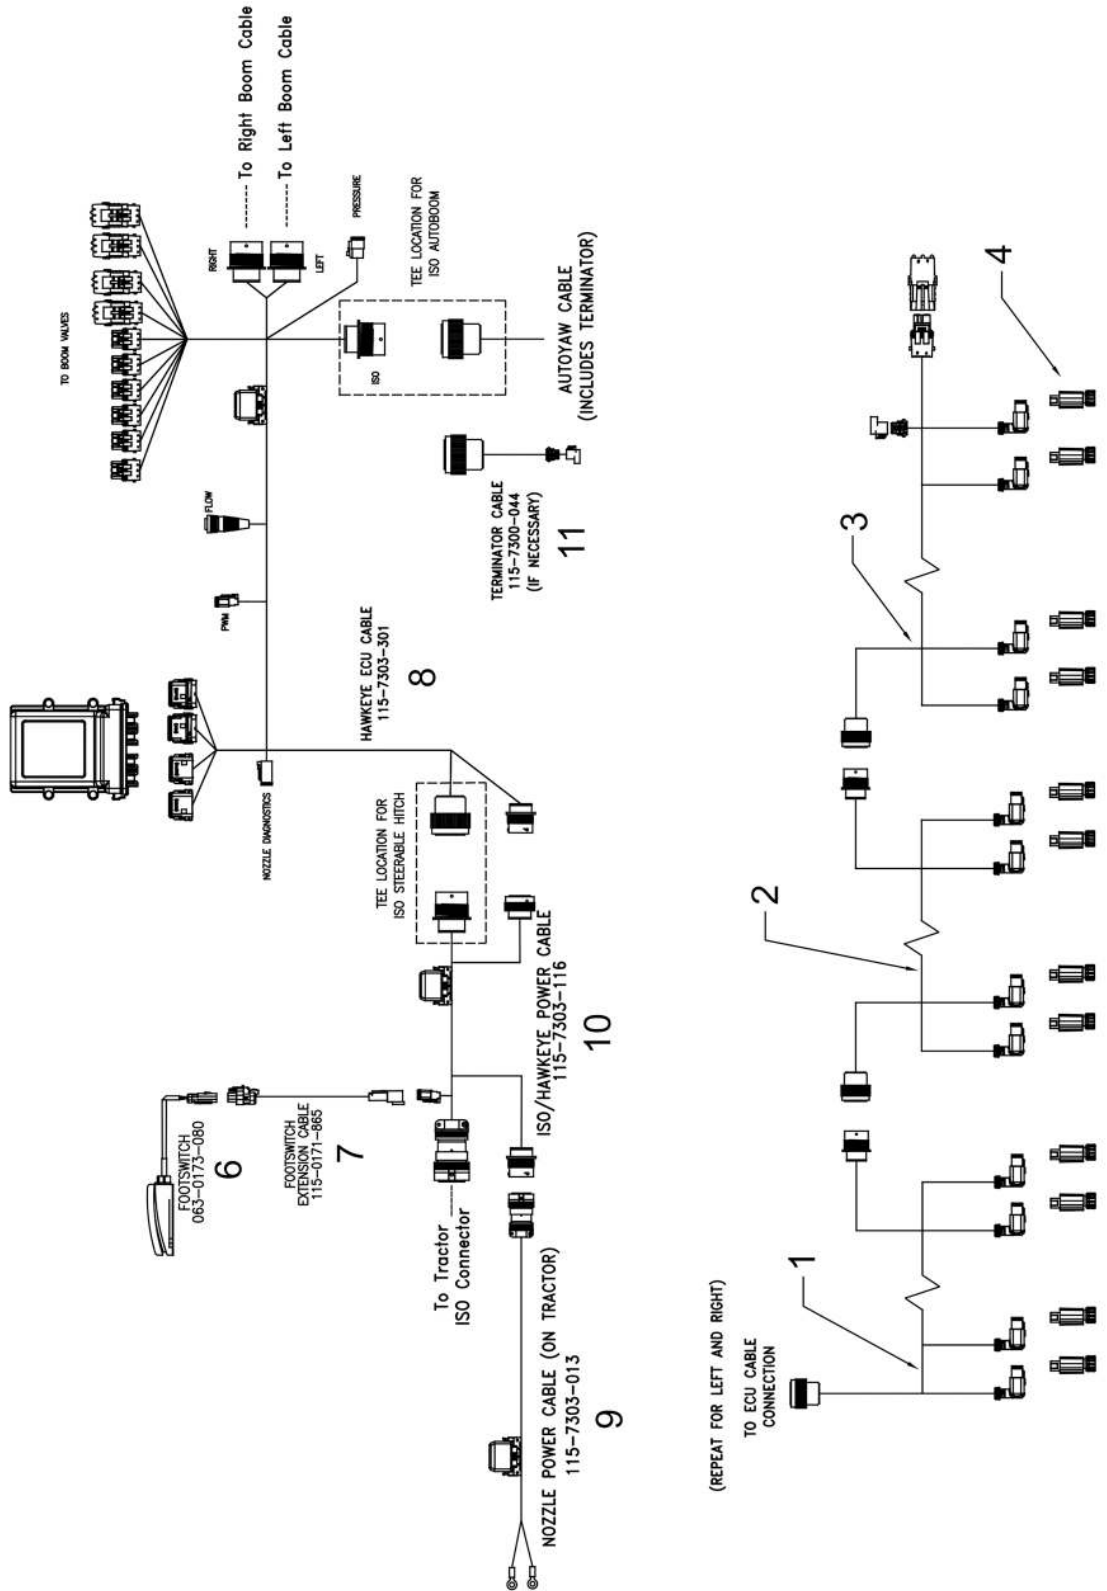 FOOTSWITCH
063-0173-080
6
FOOTSWITCH
EXTENSION CABLE
115-0171-865
7
To Tractor
ISO Connector
NOZZLE POWER CABLE (ON TRACTOR)
115-7303-013
9
ISO/HAWKEYE POWER CABLE
115-7303-116
10
TEE LOCATION FOR
ISO STEERABLE HITCH
NOZZLE DIAGNOSTICS
HAWKEYE ECU CABLE
115-7303-301
8
PWM
FLOW
TO BOOM VALVES
RIGHT
LEFT
To Right Boom Cable
To Left Boom Cable
PRESSURE
ISO
TEE LOCATION FOR
ISO AUTOBOOM
AUTOYAW CABLE
(INCLUDES TERMINATOR)
TERMINATOR CABLE
115-7300-044
(IF NECESSARY)
11
(REPEAT FOR LEFT AND RIGHT)
TO ECU CABLE
CONNECTION
1
2
3
4